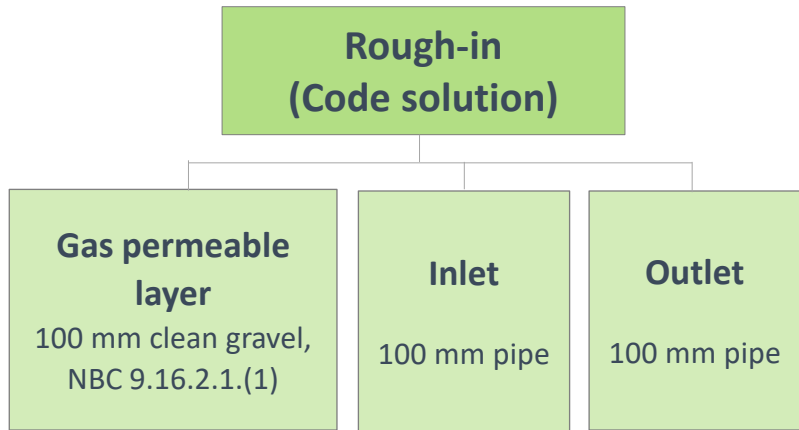 Rough-in
(Code solution)
Gas permeable
layer
100 mm clean gravel,
NBC 9.16.2.1.(1)
Inlet
100 mm pipe
Outlet
100 mm pipe